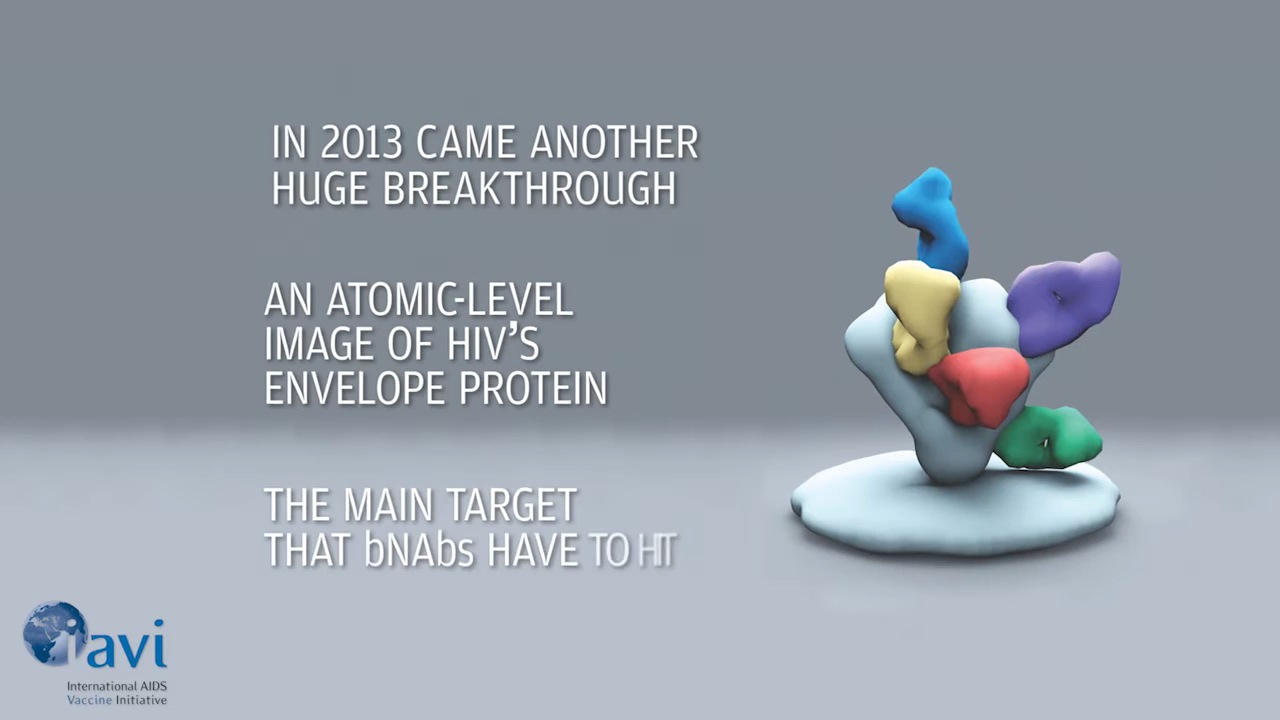 IN 2013 CAME ANOTHER
HUGE BREAKTHROUGH
AN ATOMIC-LEVEL
IMAGE OF HIV'S
ENVELOPE PROTEIN
THE MAIN TARGET
THAT bNAbs HAVE TO HIT
iavi
International AIDS
Vaccine Initiative